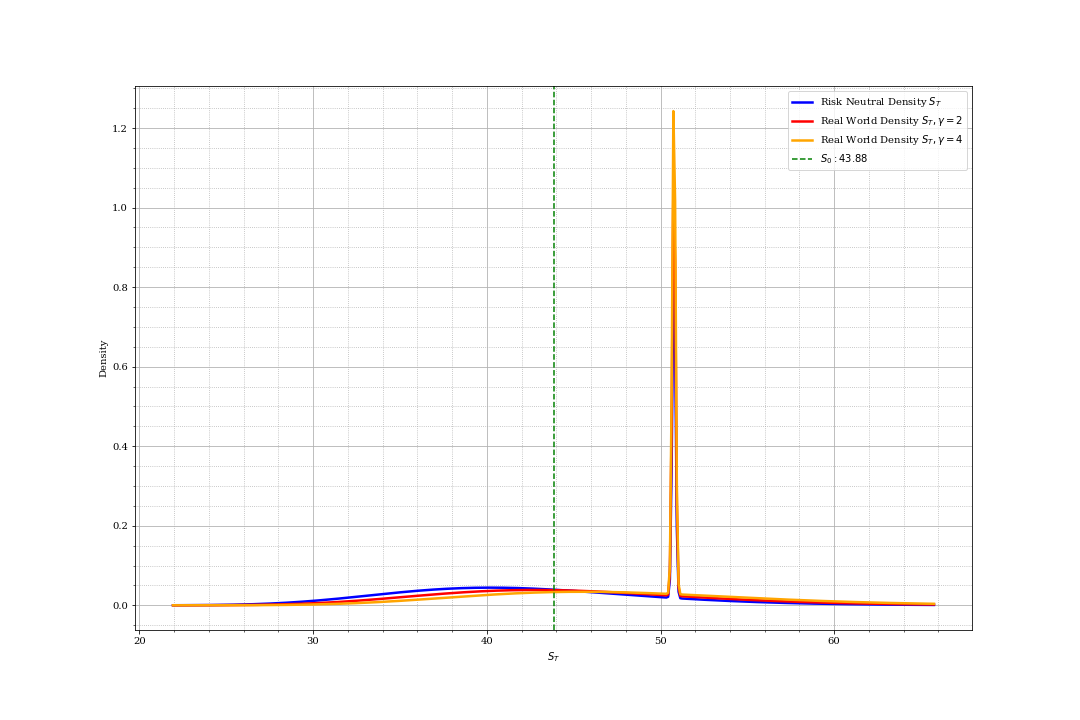 Risk Neutral Density S_T
Real World Density S_T, γ = 2
Real World Density S_T, γ = 4
S_0 : 43.88
1.2
1.0
0.8
0.6
0.4
0.2
0.0
Density
20
30
40
50
60
S_T